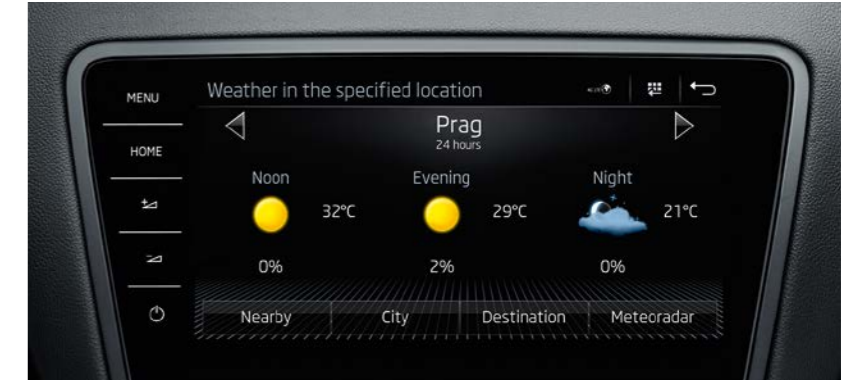 MENU
HOME
Weather in the specified location
Prag
24 hours
Noon
Evening
Night
32°C
29°C
21°C
0%
2%
0%
Nearby
City
Destination
Meteoradar